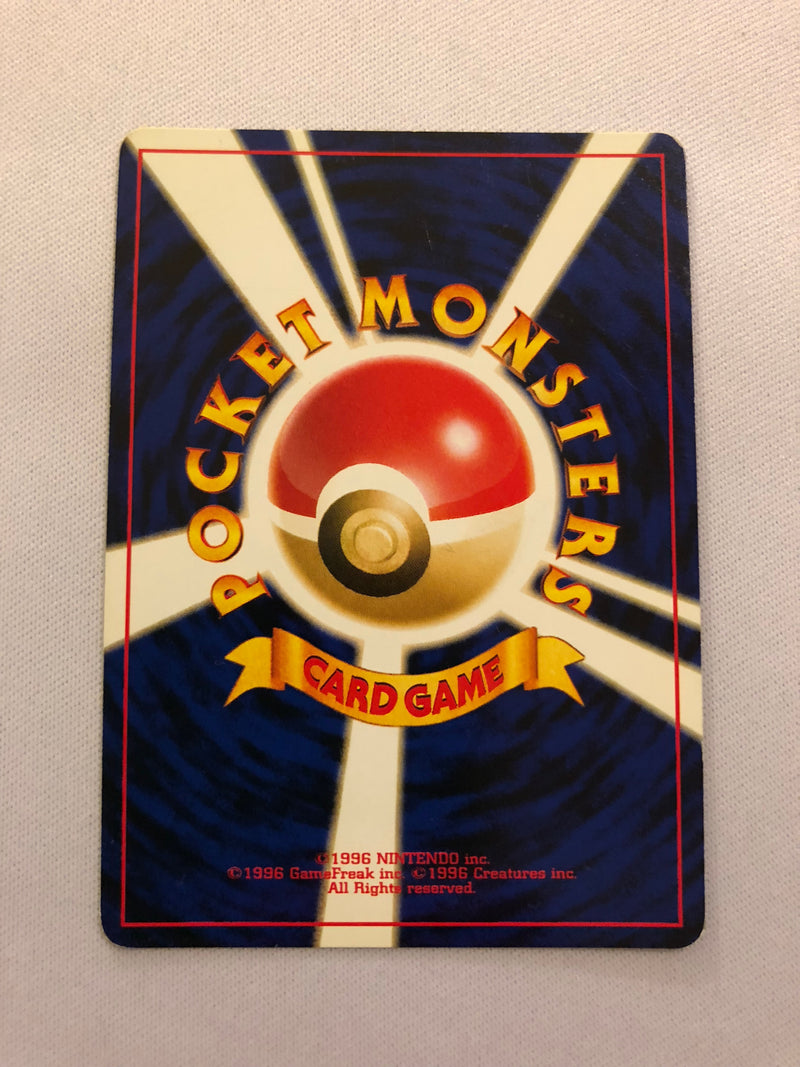 POCKET MONSTERS
CARD GAME
©1996 NINTENDO inc.
©1996 GameFreak inc. ©1996 Creatures inc.
All Rights reserved.